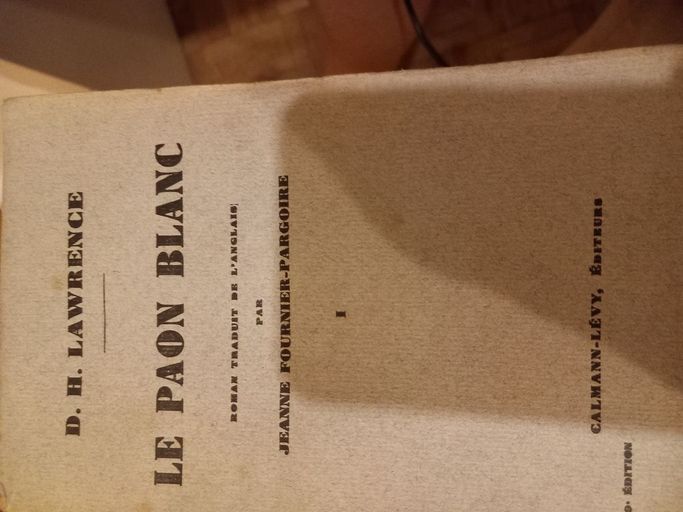 D. H. LAWRENCE
LE PAON BLANC
ROMAN TRADUIT DE L'ANGLAIS
PAR
JEANNE FOURNIER-PARGOIRE
I
CALMANN-LÉVY, ÉDITEURS
ÉDITION